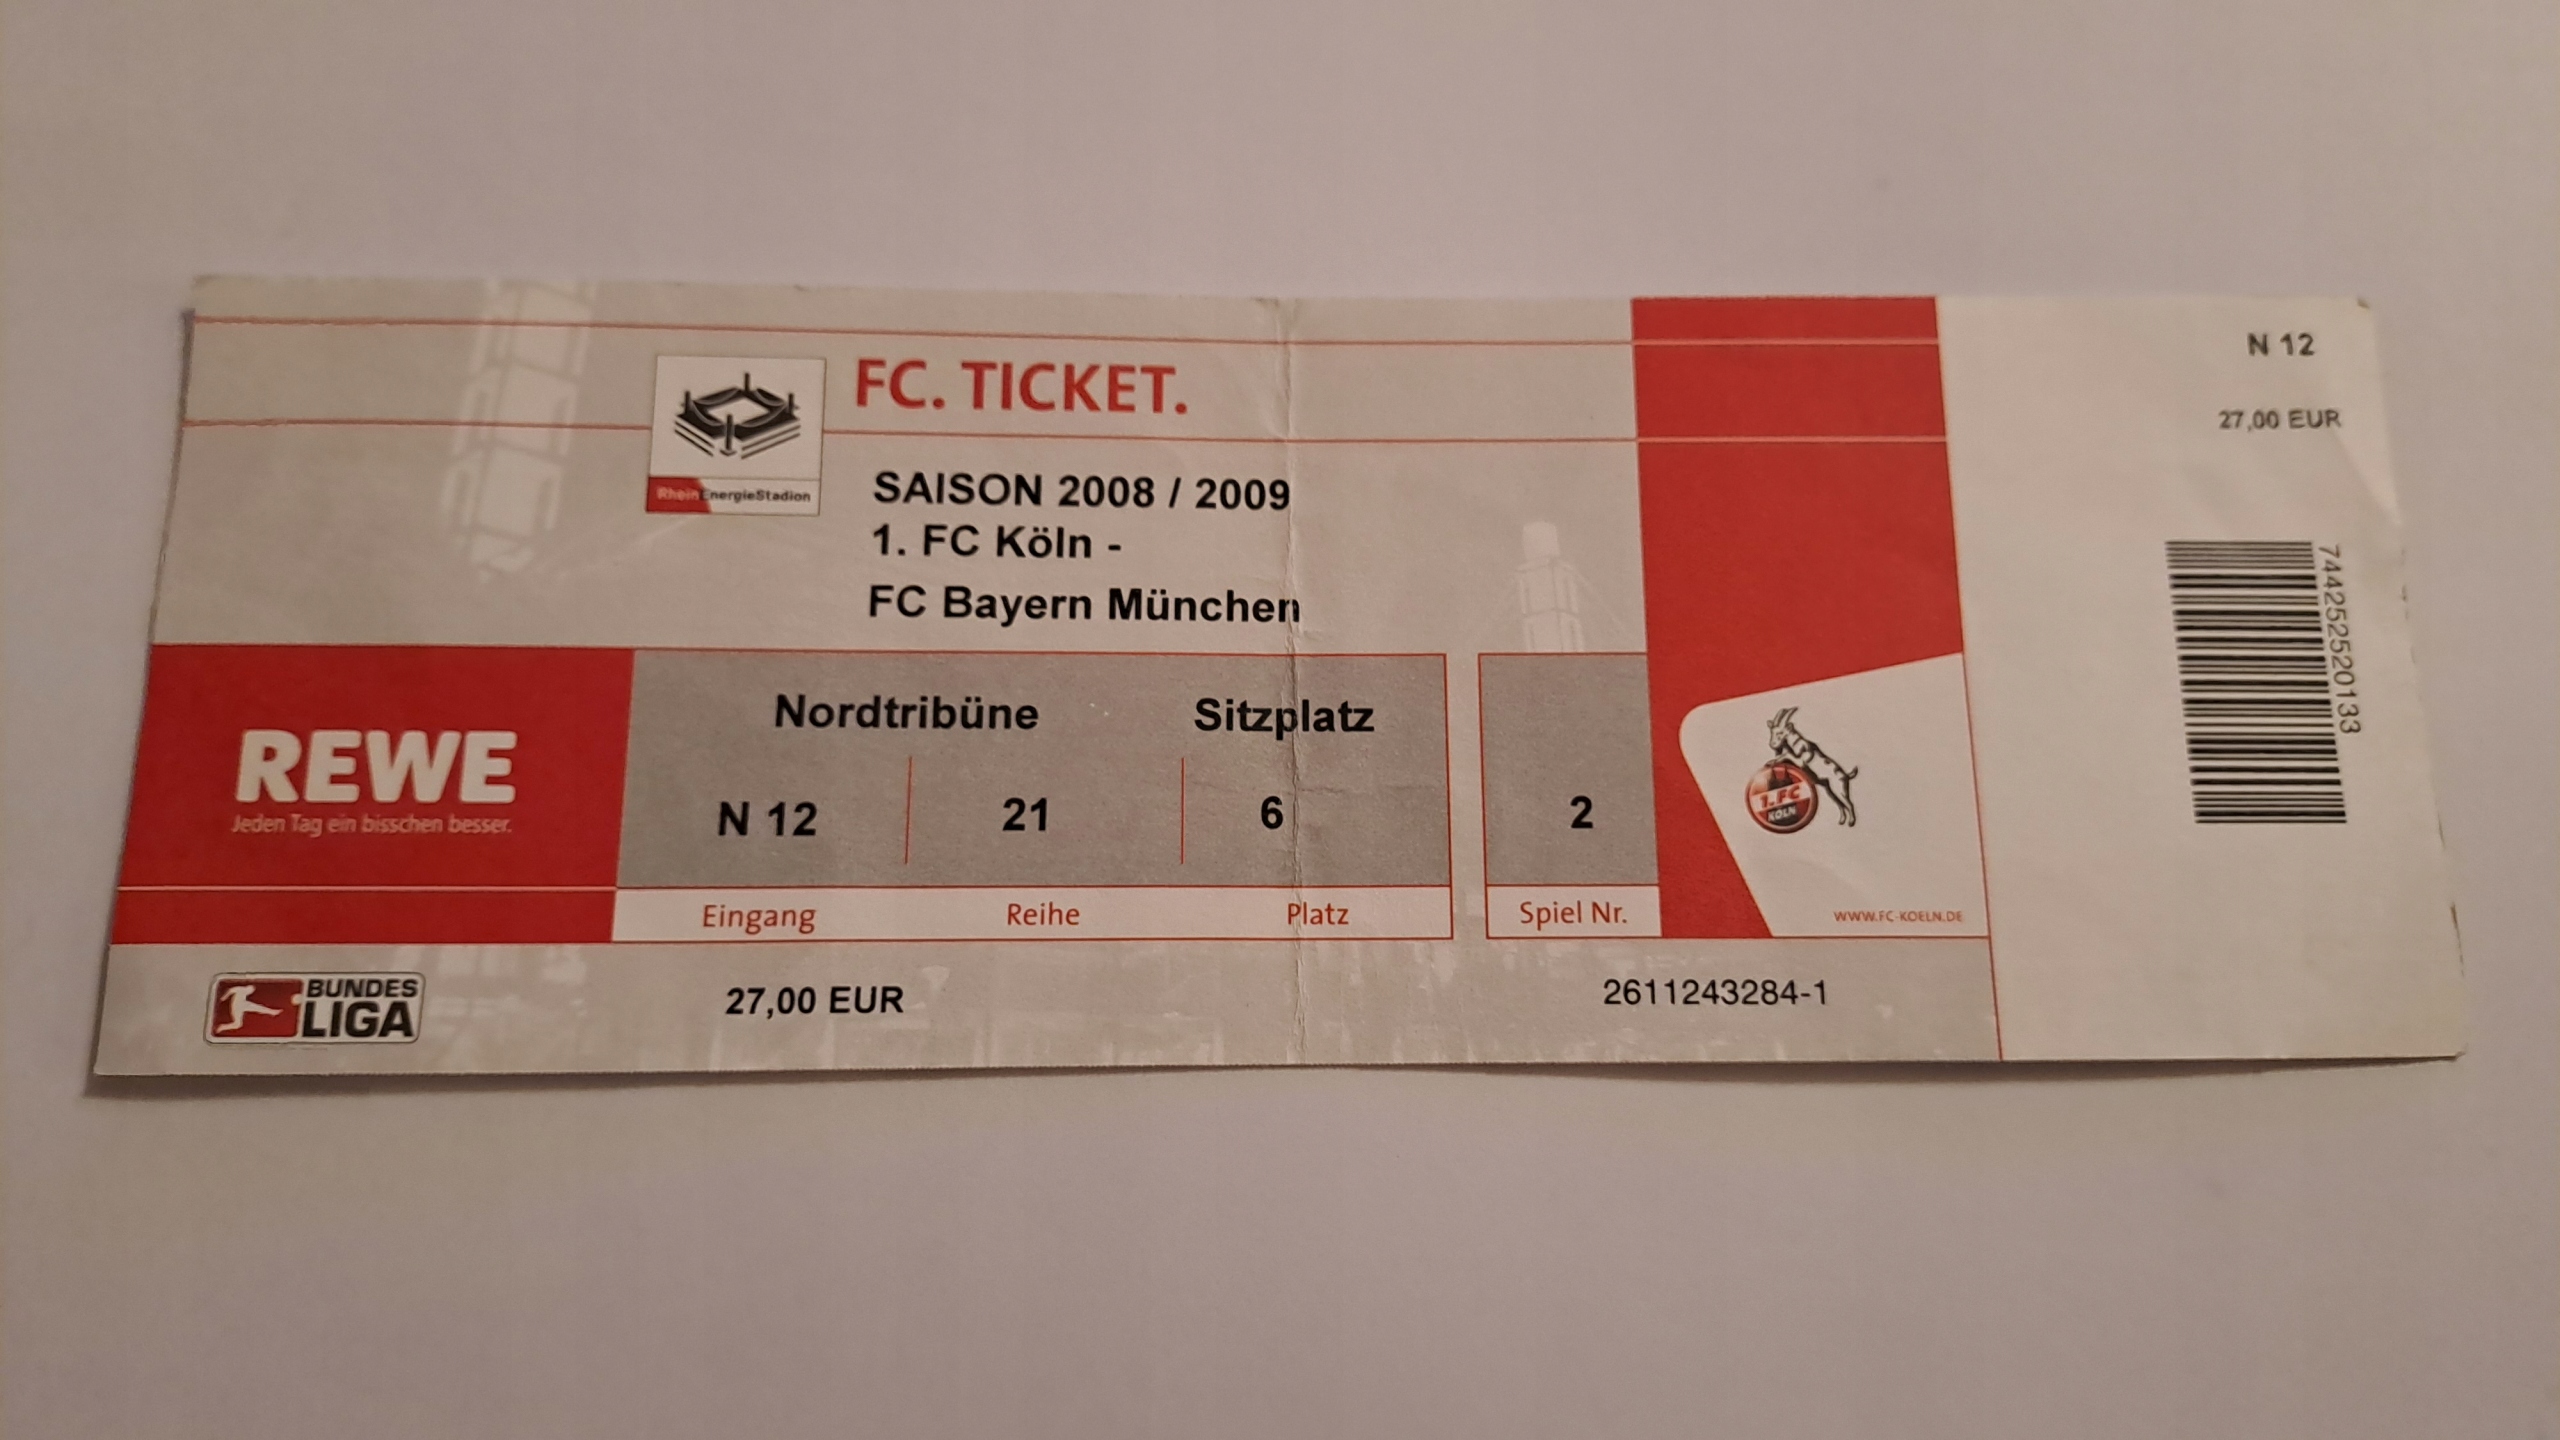 FC. TICKET.
RheinEnergieStadion
SAISON 2008 / 2009
1. FC Köln -
FC Bayern München
REWE
Jeden Tag ein bisschen besser.
Nordtribüne Sitzplatz
N 12 21 6 2
Eingang Reihe Platz Spiel Nr.
1. FC
KÖLN
WWW.FC-KOELN.DE
BUNDES
LIGA
27,00 EUR
2611243284-1
N 12
27,00 EUR
7442525520133